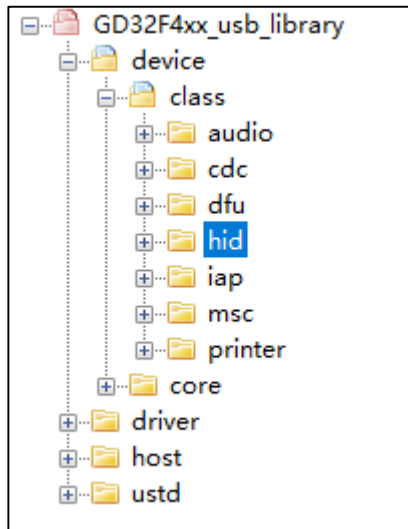 GD32F4xx_usb_library
device
class
audio
cdc
dfu
hid
iap
msc
printer
core
driver
host
ustd